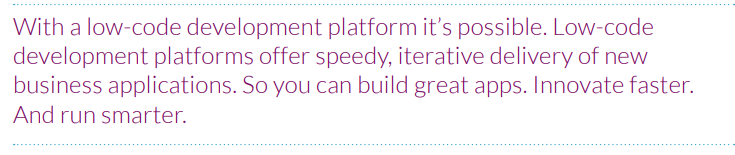 With a low-code development platform it’s possible. Low-code
development platforms offer speedy, iterative delivery of new
business applications. So you can build great apps. Innovate faster.
And run smarter.